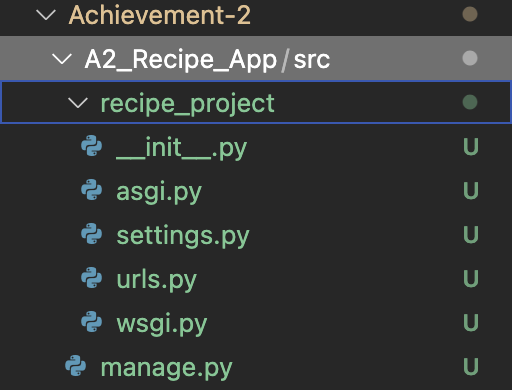 Achievement-2
A2_Recipe_App/src
recipe_project
__init__.py U
asgi.py U
settings.py U
urls.py U
wsgi.py U
manage.py U